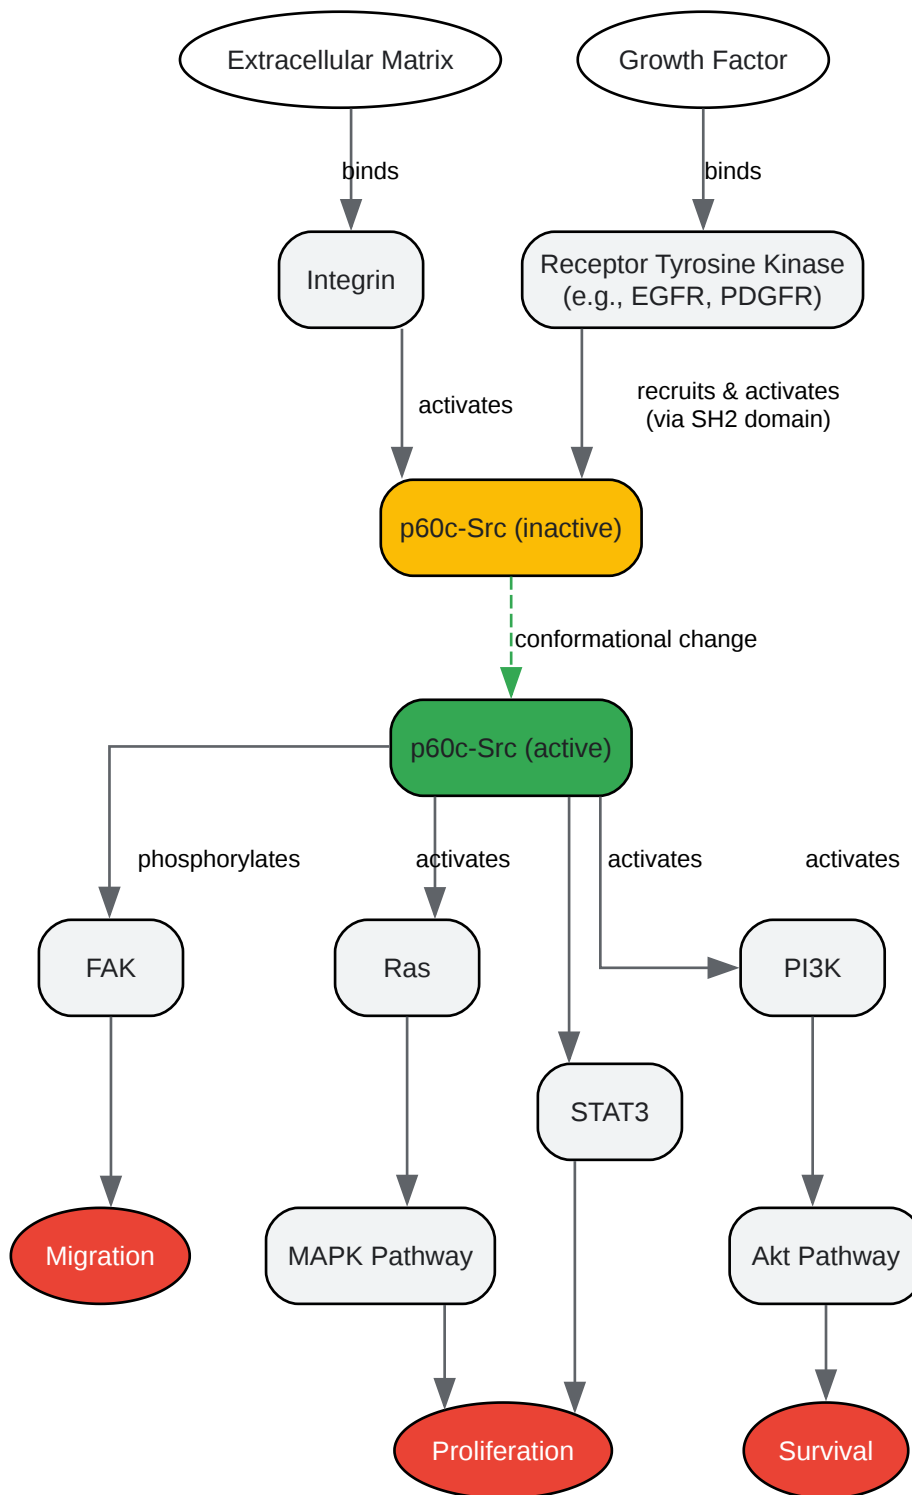 Extracellular Matrix
Growth Factor
binds
binds
Integrin
Receptor Tyrosine Kinase
(e.g., EGFR, PDGFR)
activates
recruits & activates
(via SH2 domain)
p60c-Src (inactive)
conformational change
p60c-Src (active)
phosphorylates
activates
activates
activates
FAK
Ras
PI3K
STAT3
Migration
MAPK Pathway
Akt Pathway
Proliferation
Survival